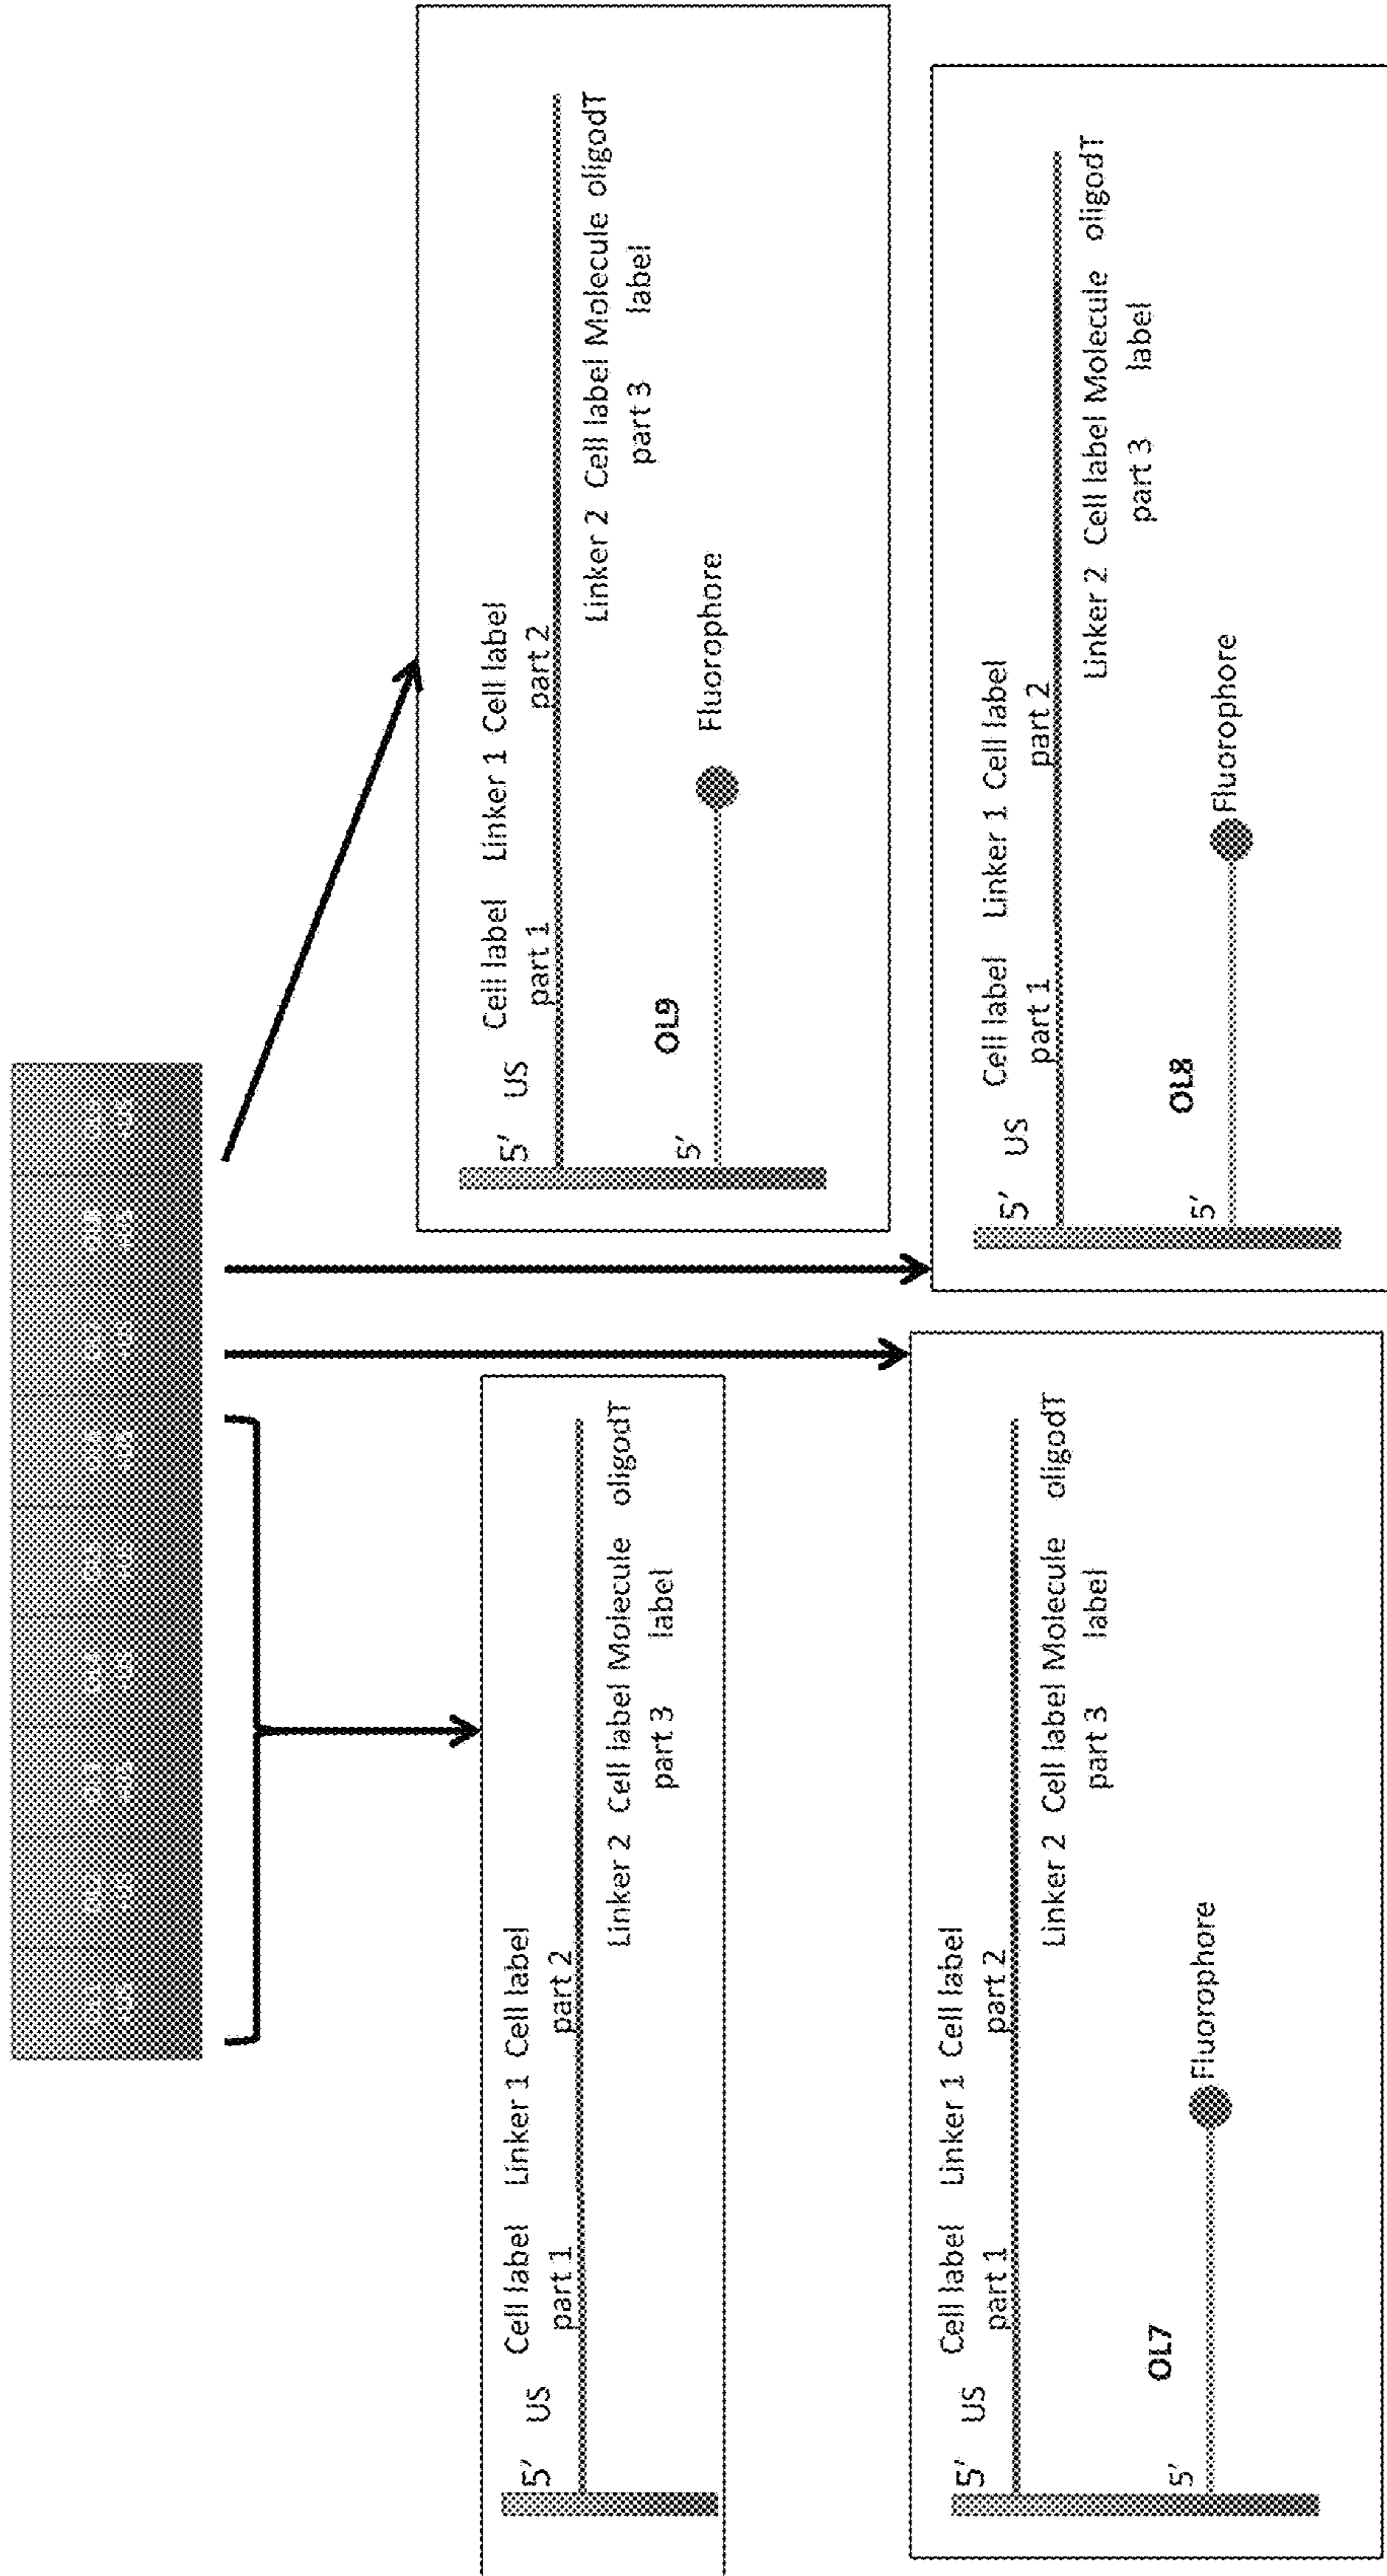 5' US Cell label Linker 1 Cell label
part 1 part 2
Linker 2 Cell label Molecule oligodT
part 3 label
5' US Cell label Linker 1 Cell label
part 1 part 2
Linker 2 Cell label Molecule oligodT
part 3 label
OL9
5' Fluorophore
5' US Cell label Linker 1 Cell label
part 1 part 2
Linker 2 Cell label Molecule oligodT
part 3 label
OL7
5' Fluorophore
5' US Cell label Linker 1 Cell label
part 1 part 2
Linker 2 Cell label Molecule oligodT
part 3 label
OL8
5' Fluorophore